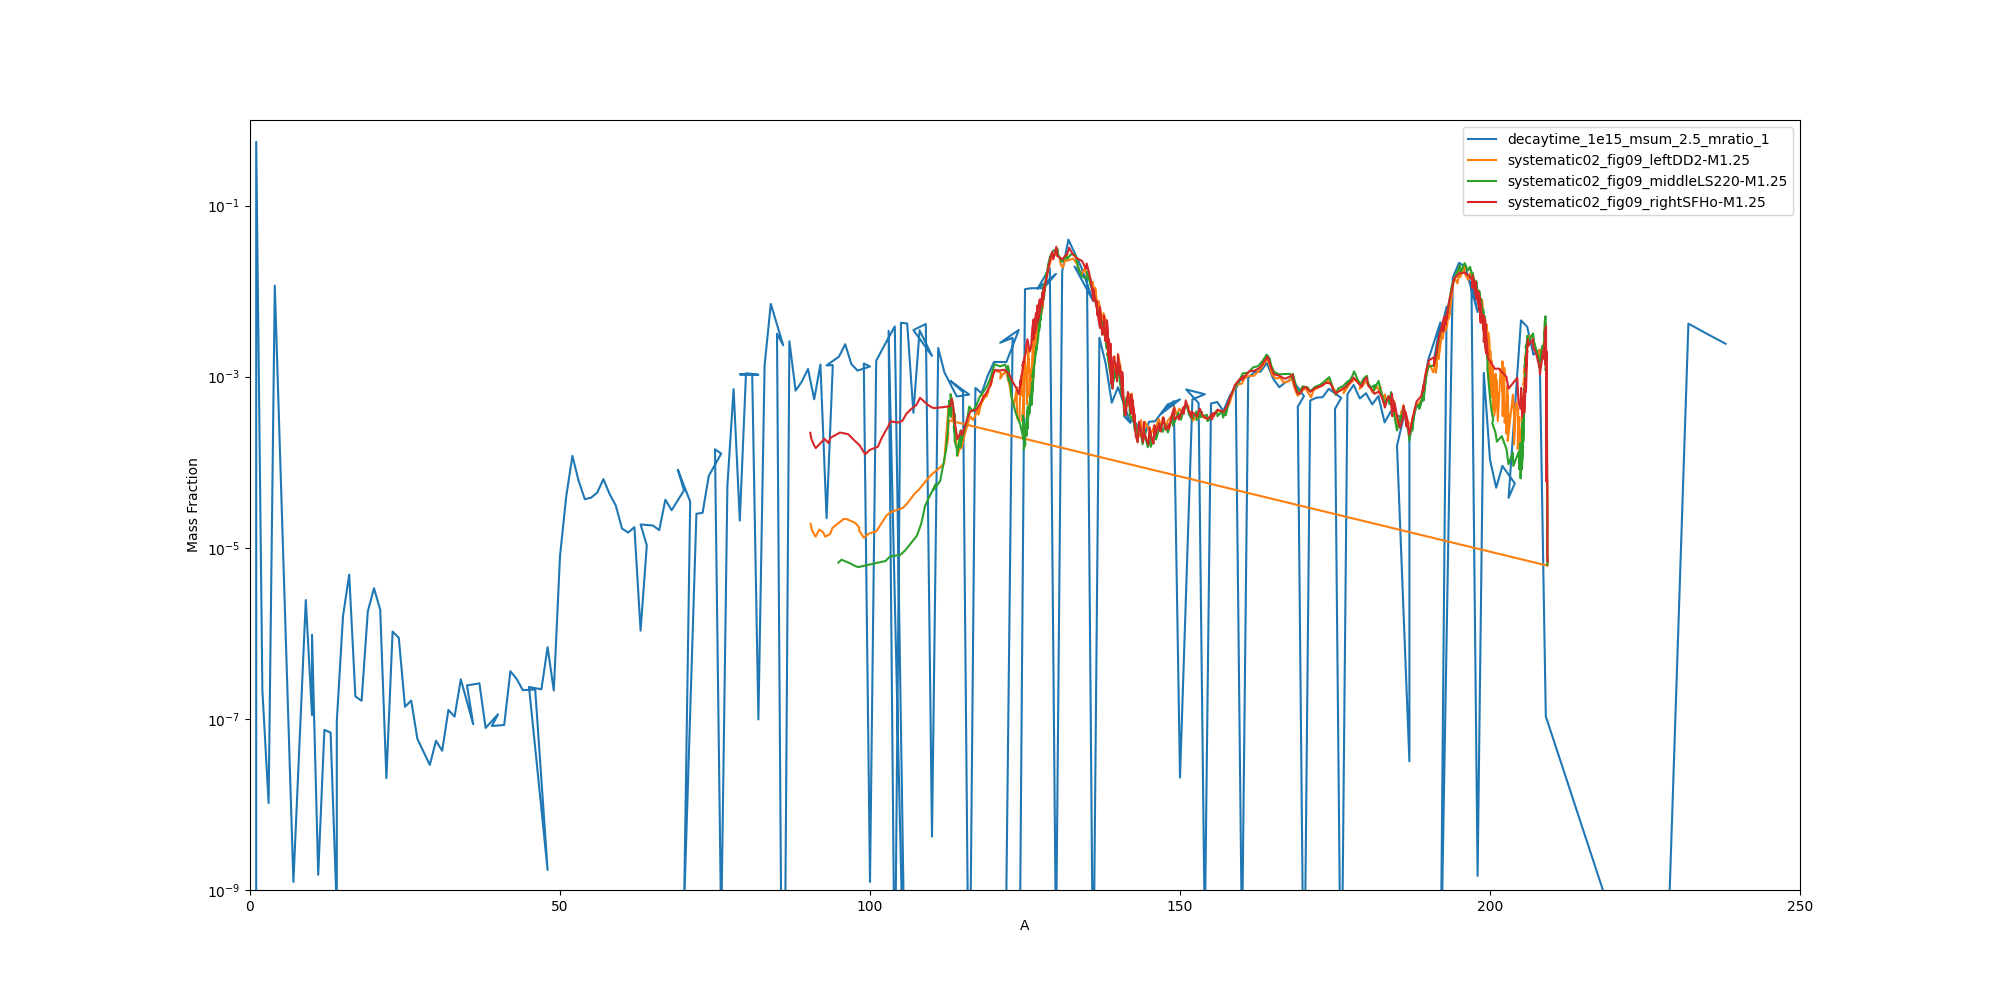 decaytime_1e15_msum_2.5_mratio_1
systematic02_fig09_leftDD2-M1.25
systematic02_fig09_middleLS220-M1.25
systematic02_fig09_rightSFHo-M1.25
10⁻¹
10⁻³
10⁻⁵
10⁻⁷
10⁻⁹
Mass Fraction
0 50 100 150 200 250
A